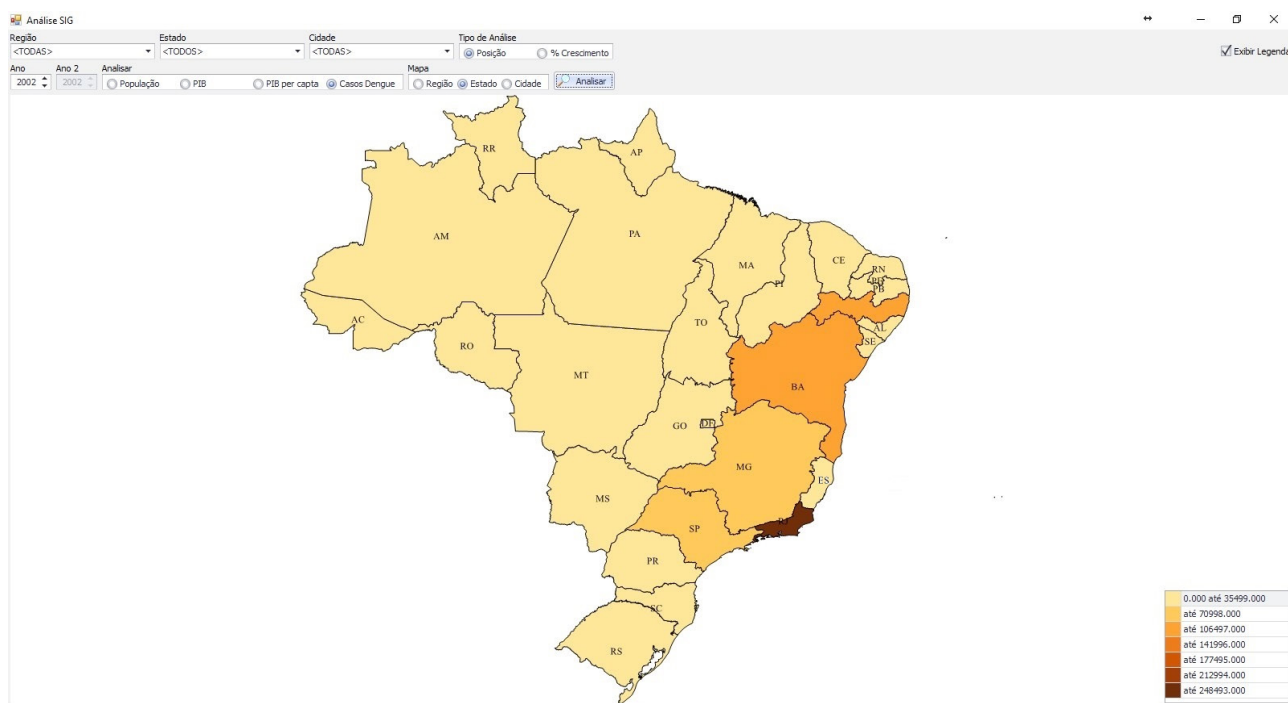 Análise SIG
Região Estado Cidade Tipo de Análise
<TODAS> <TODOS> <TODAS> Posição % Crescimento Exibir Legenda
Ano Ano 2 Analisar Mapa
2002 2002 População PIB PIB per capta Casos Dengue Região Estado Cidade Analisar
RR
AP
AM
PA
MA
CE
RN
PI
PB
AC
TO
AL
SE
RO
MT
BA
GO
DF
MG
ES
MS
SP
RJ
PR
SC
RS
0.000 até 35499.000
até 70998.000
até 106497.000
até 141996.000
até 177495.000
até 212994.000
até 248493.000